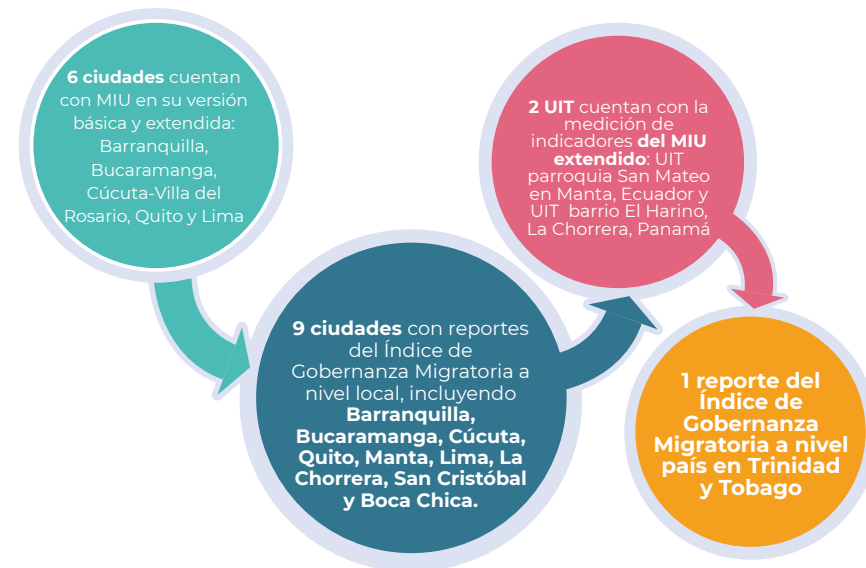 6 ciudades cuentan
con MIU en su versión
básica y extendida:
Barranquilla,
Bucaramanga,
Cúcuta-Villa del
Rosario, Quito y Lima
9 ciudades con reportes
del Índice de
Gobernanza Migratoria a
nivel local, incluyendo
Barranquilla,
Bucaramanga, Cúcuta,
Quito, Manta, Lima, La
Chorrera, San Cristóbal
y Boca Chica.
2 UIT cuentan con la
medición de
indicadores del MIU
extendido: UIT
parroquia San Mateo
en Manta, Ecuador y
UIT barrio El Harino,
La Chorrera, Panamá
1 reporte del
Índice de
Gobernanza
Migratoria a nivel
país en Trinidad
y Tobago